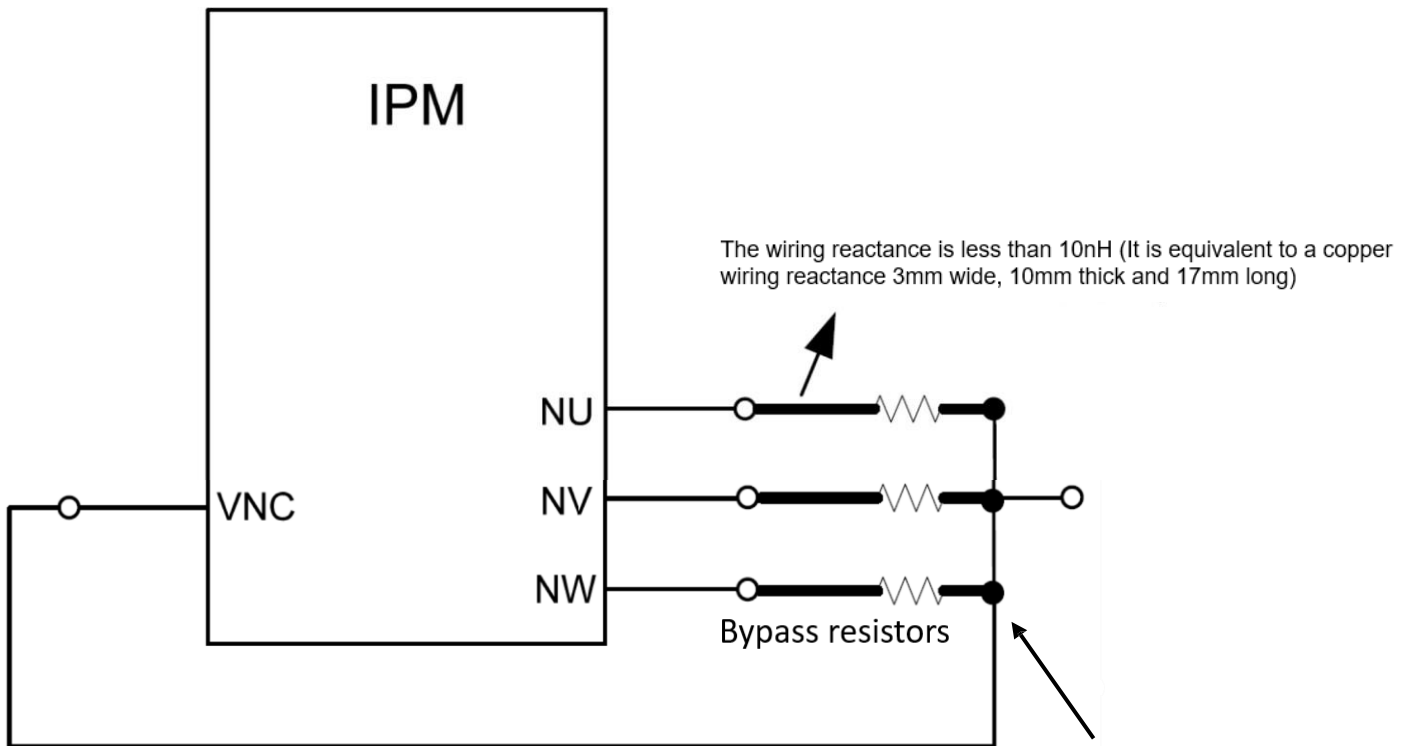 IPM
The wiring reactance is less than 10nH (It is equivalent to a copper
wiring reactance 3mm wide, 10mm thick and 17mm long)
NU
VNC
NV
NW
Bypass resistors